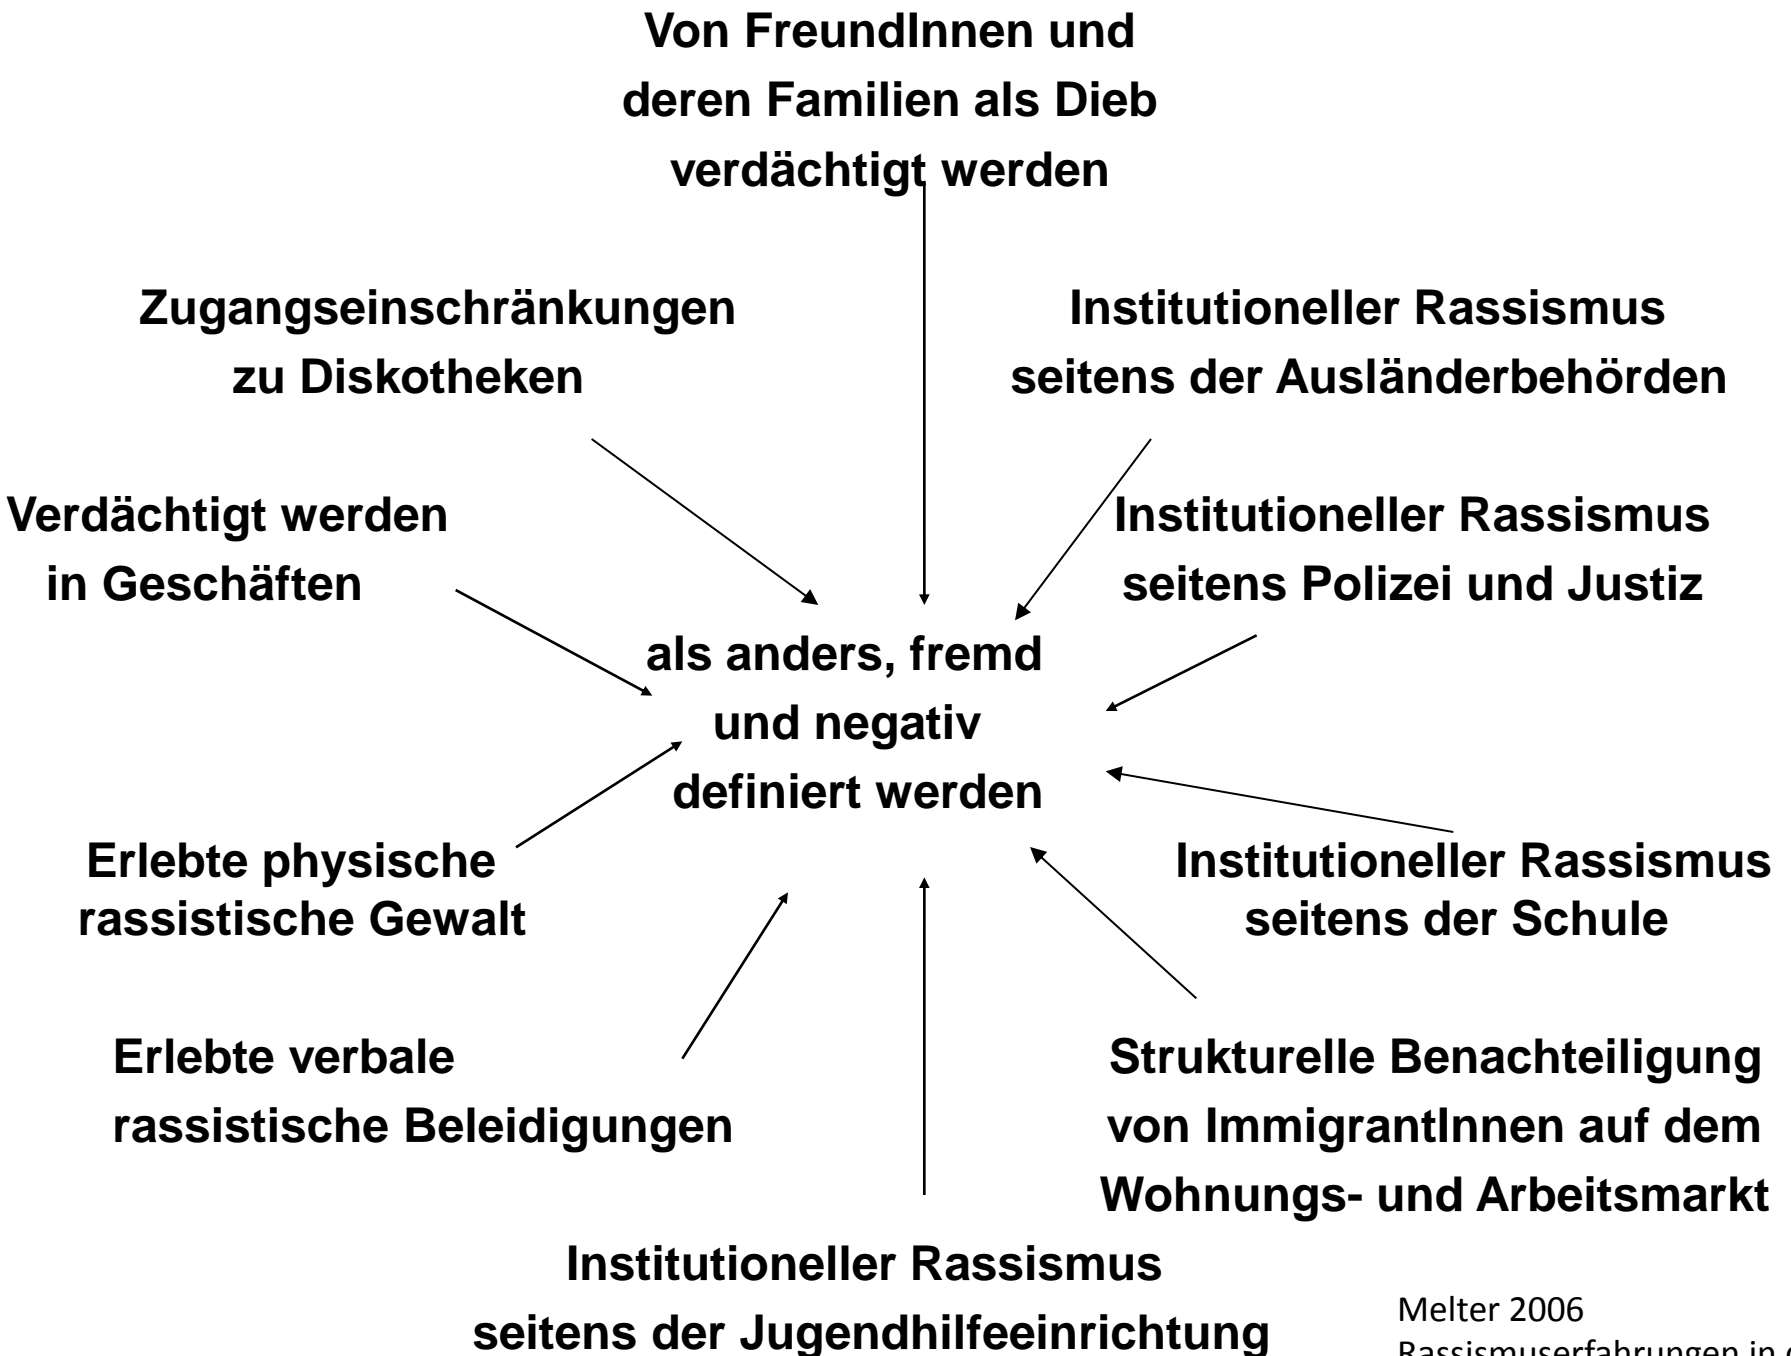 Von FreundInnen und
deren Familien als Dieb
verdächtigt werden
Zugangseinschränkungen
zu Diskotheken
Institutioneller Rassismus
seitens der Ausländerbehörden
Verdächtigt werden
in Geschäften
Institutioneller Rassismus
seitens Polizei und Justiz
als anders, fremd
und negativ
definiert werden
Erlebte physische
rassistische Gewalt
Institutioneller Rassismus
seitens der Schule
Erlebte verbale
rassistische Beleidigungen
Strukturelle Benachteiligung
von ImmigrantInnen auf dem
Wohnungs- und Arbeitsmarkt
Institutioneller Rassismus
seitens der Jugendhilfeeinrichtung
Melter 2006
Rassismuserfahrungen in